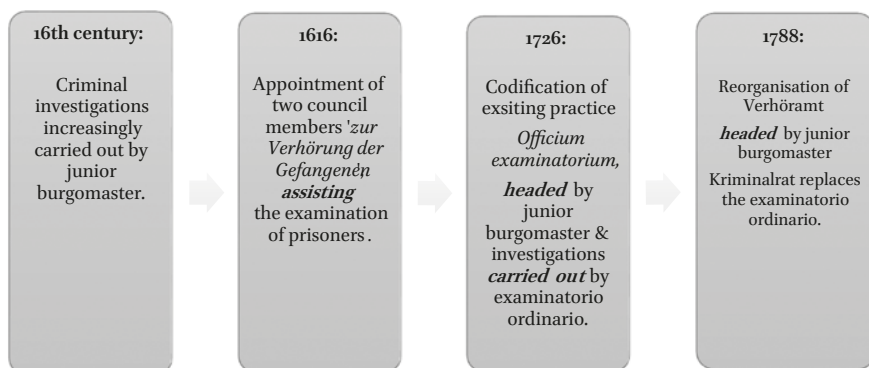 16th century:
Criminal
investigations
increasingly
carried out by
junior
burgomaster.
1616:
Appointment of
two council
members 'zur
Verhörung der
Gefangenen'
assisting
the examination
of prisoners.
1726:
Codification of
exsiting practice
Officium
examinatorium,
headed by
junior
burgomaster &
investigations
carried out by
examinatorio
ordinario.
1788:
Reorganisation of
Verhöramt
headed by junior
burgomaster
Kriminalrat replaces
the examinatorio
ordinario.